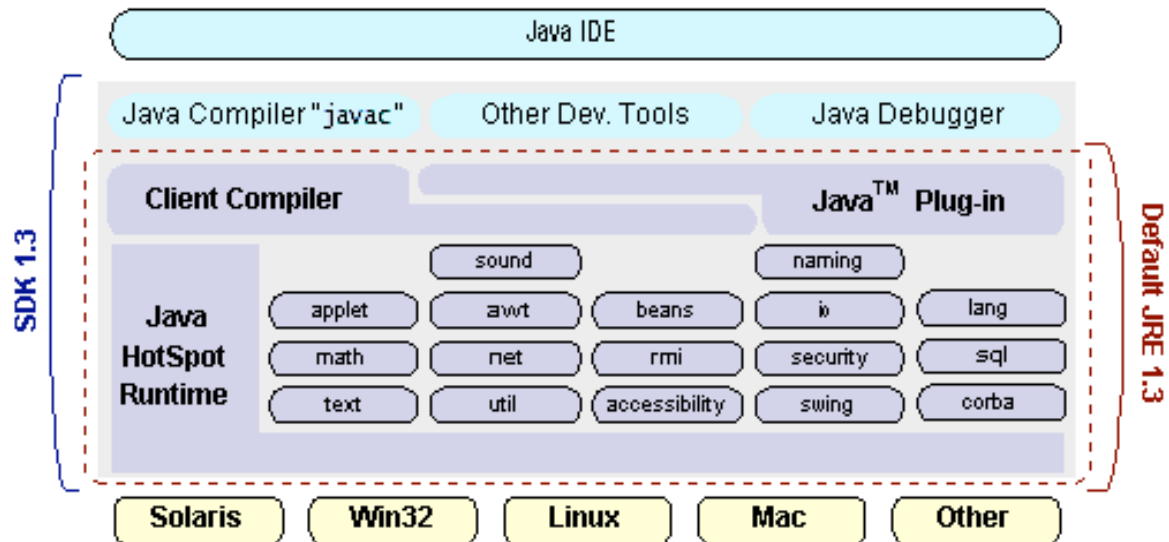 Java IDE
Java Compiler "javac"
Other Dev. Tools
Java Debugger
SDK 1.3
Default JRE 1.3
Client Compiler
Java™ Plug-in
Java
HotSpot
Runtime
sound
naming
applet
awt
beans
io
lang
math
net
rmi
security
sql
text
util
accessibility
swing
corba
Solaris
Win32
Linux
Mac
Other